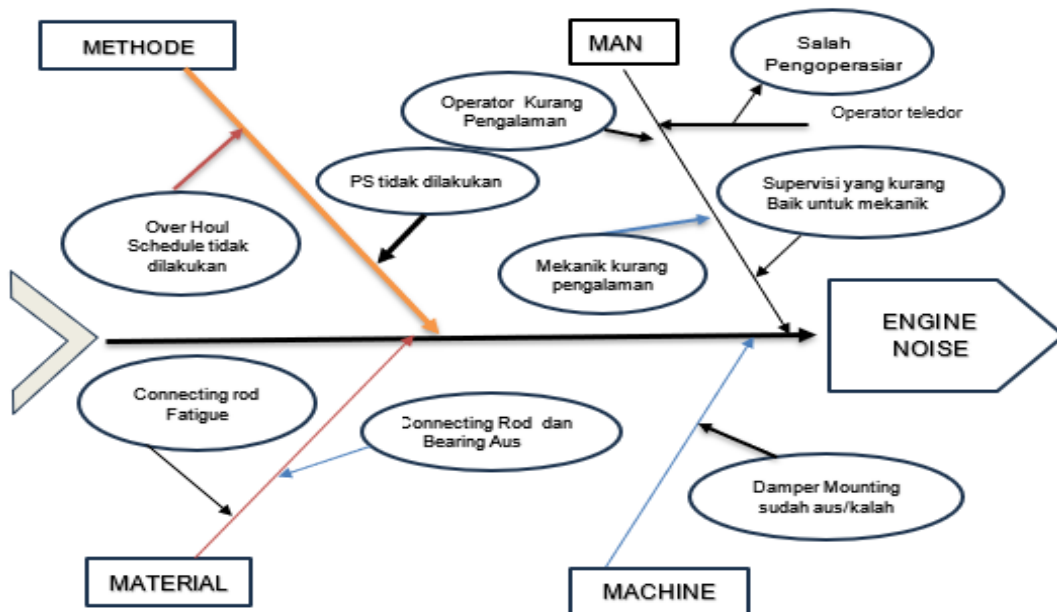 METHODE
MAN
Salah
Pengoperasiar
Operator Kurang
Pengalaman
Operator teledor
PS tidak dilakukan
Supervisi yang kurang
Baik untuk mekanik
Over Houl
Schedule tidak
dilakukan
Mekanik kurang
pengalaman
ENGINE
NOISE
Connecting rod
Fatigue
Connecting Rod dan
Bearing Aus
Damper Mounting
sudah aus/kalah
MATERIAL
MACHINE